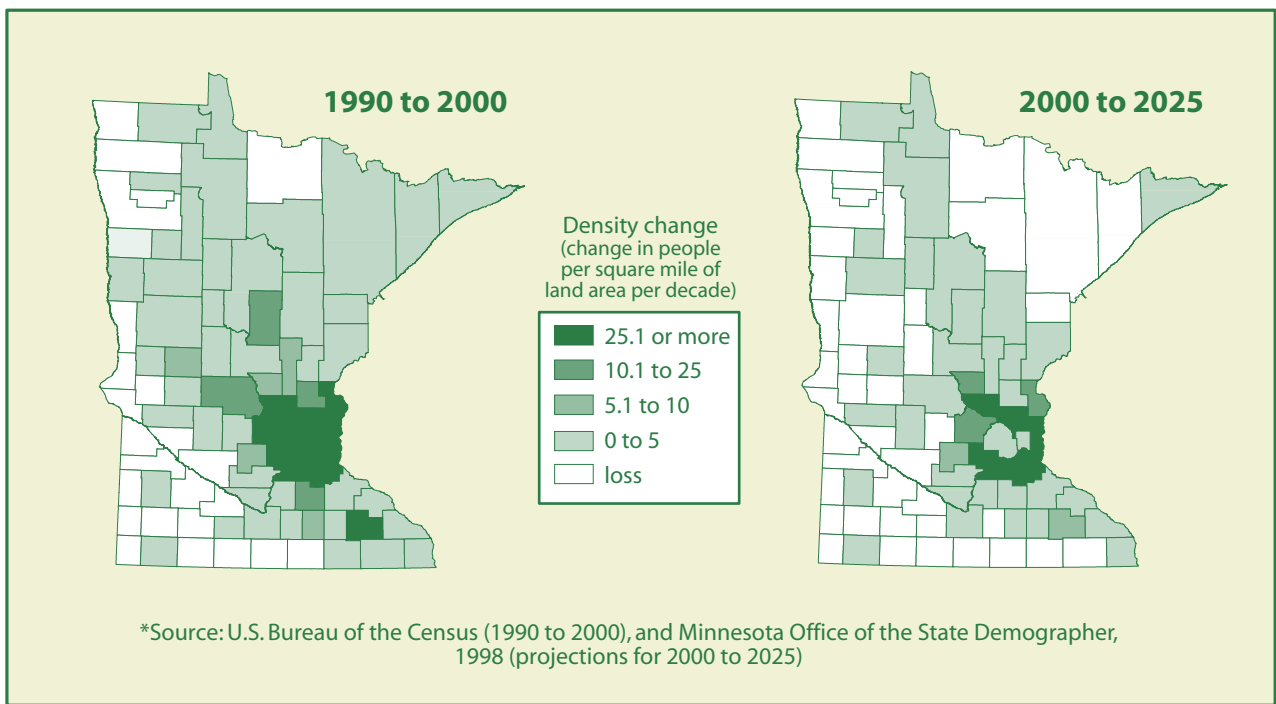 1990 to 2000
2000 to 2025
Density change
(change in people
per square mile of
land area per decade)
25.1 or more
10.1 to 25
5.1 to 10
0 to 5
loss
*Source: U.S. Bureau of the Census (1990 to 2000), and Minnesota Office of the State Demographer,
1998 (projections for 2000 to 2025)